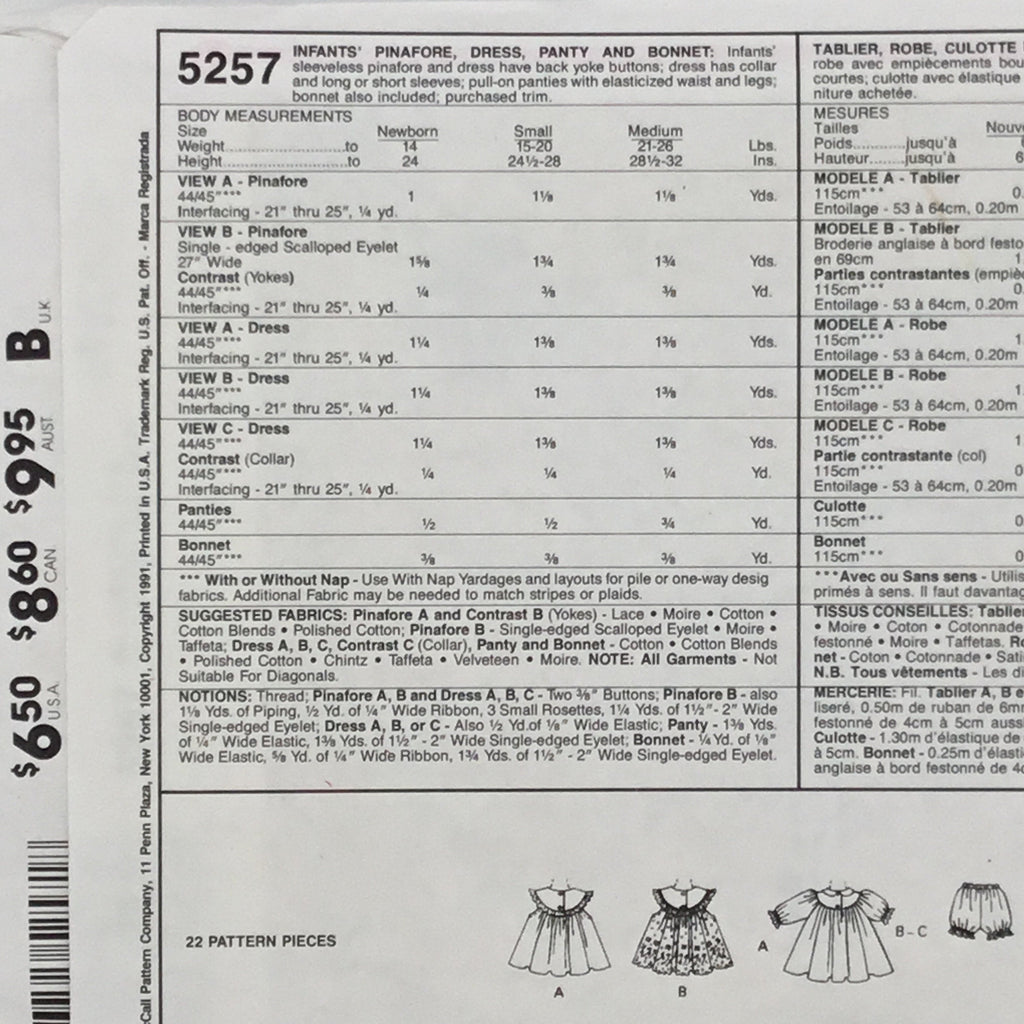 5257
INFANTS' PINAFORE, DRESS, PANTY AND BONNET: Infants'
sleeveless pinafore and dress have back yoke buttons; dress has collar
and long or short sleeves; pull-on panties with elasticized waist and legs;
bonnet also included; purchased trim.
BODY MEASUREMENTS
Size Newborn Small Medium
Weight....................to 14 15-20 21-26 Lbs.
Height....................to 24 24½-28 28½-32 Ins.
VIEW A - Pinafore
44/45"*** 1 1⅛ 1⅛ Yds.
Interfacing - 21" thru 25", ¼ yd.
VIEW B - Pinafore
Single - edged Scalloped Eyelet
27" Wide 1⅝ 1¾ 1¾ Yds.
Contrast (Yokes)
44/45"*** ¼ ⅜ ⅜ Yd.
Interfacing - 21" thru 25", ¼ yd.
VIEW A - Dress
44/45"*** 1¼ 1⅜ 1⅜ Yds.
Interfacing - 21" thru 25", ¼ yd.
VIEW B - Dress
44/45"*** 1¼ 1⅜ 1⅜ Yds.
Interfacing - 21" thru 25", ¼ yd.
VIEW C - Dress
44/45"*** 1¼ 1⅜ 1⅜ Yds.
Contrast (Collar)
44/45"*** ¼ ¼ ¼ Yd.
Interfacing - 21" thru 25", ¼ yd.
Panties
44/45"*** ½ ½ ¾ Yd.
Bonnet
44/45"*** ⅜ ⅜ ⅜ Yd.
*** With or Without Nap - Use With Nap Yardages and layouts for pile or one-way desig
fabrics. Additional Fabric may be needed to match stripes or plaids.
SUGGESTED FABRICS: Pinafore A and Contrast B (Yokes) - Lace • Moire • Cotton •
Cotton Blends • Polished Cotton; Pinafore B - Single-edged Scalloped Eyelet • Moire •
Taffeta; Dress A, B, C, Contrast C (Collar), Panty and Bonnet - Cotton • Cotton Blends
• Polished Cotton • Chintz • Taffeta • Velveteen • Moire. NOTE: All Garments - Not
Suitable For Diagonals.
NOTIONS: Thread; Pinafore A, B and Dress A, B, C - Two ⅜" Buttons; Pinafore B - also
1⅛ Yds. of Piping, ½ Yd. of ¼" Wide Ribbon, 3 Small Rosettes, 1¼ Yds. of 1½"- 2" Wide
Single-edged Eyelet; Dress A, B, or C - Also ½ Yd.of ⅛" Wide Elastic; Panty - 1⅜ Yds.
of ¼" Wide Elastic, 1⅜ Yds. of 1½" - 2" Wide Single-edged Eyelet; Bonnet - ¼ Yd. of ⅛"
Wide Elastic, ⅝ Yd. of ¼" Wide Ribbon, 1¾ Yds. of 1½" - 2" Wide Single-edged Eyelet.
TABLIER, ROBE, CULOTTE
robe avec empiècements bou
courtes; culotte avec élastique
niture achetée.
MESURES
Tailles Nouv
Poids...........jusqu'à
Hauteur........jusqu'à 6
MODELE A - Tablier
115cm*** 0.
Entoilage - 53 à 64cm, 0.20m
MODELE B - Tablier
Broderie anglaise à bord festo
en 69cm 1
Parties contrastantes (empiè
115cm*** 0.
Entoilage - 53 à 64cm, 0.20m
MODELE A - Robe
115cm*** 1.
Entoilage - 53 à 64cm, 0.20m
MODELE B - Robe
115cm*** 1
Entoilage - 53 à 64cm, 0.20m
MODELE C - Robe
115cm*** 1
Partie contrastante (col)
115cm*** 0
Entoilage - 53 à 64cm, 0.20m
Culotte
115cm*** 0
Bonnet
115cm*** 0
***Avec ou Sans sens - Utilis
primés à sens. Il faut davantag
TISSUS CONSEILLES: Tablier
• Moire • Coton • Cotonnade
festonné • Moire • Taffetas. Ro
net - Coton • Cotonnade • Sati
N.B. Tous vêtements - Les di
MERCERIE: Fil. Tablier A, B e
liseré, 0.50m de ruban de 6mm
festonné de 4cm à 5cm auss
Culotte - 1.30m d'élastique de
à 5cm. Bonnet - 0.25m d'élasti
anglaise à bord festonné de 4c
22 PATTERN PIECES
A
B
A
B-C
cCall Pattern Company, 11 Penn Plaza, New York 10001, Copyright 1991, Printed in U.S.A. Trademark Reg. U.S. Pat. Off. - Marca Registrada
$650 U.S.A. $860 CAN $995 AUST B U.K